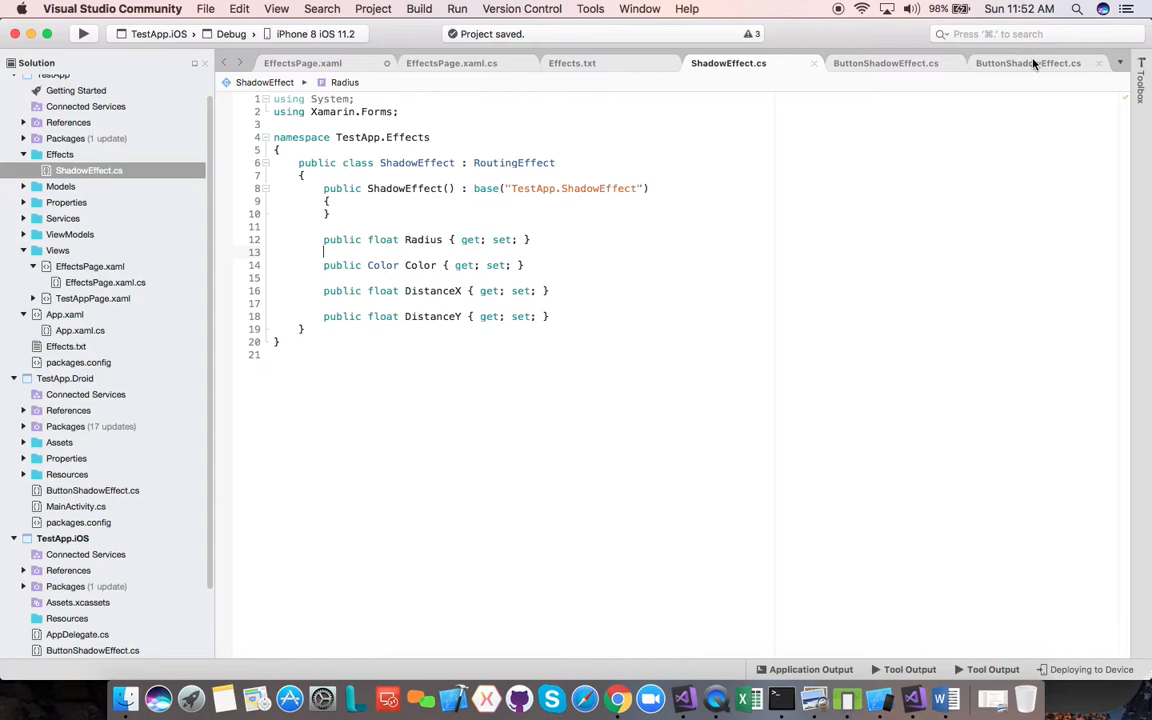 Visual Studio Community File Edit View Search Project Build Run Version Control Tools Window Help 98% Sun 11:52 AM
TestApp.iOS Debug iPhone 8 iOS 11.2 Project saved. 3 Press '⌘.' to search
Solution
TestApp
Getting Started
Connected Services
References
Packages (1 update)
Effects
ShadowEffect.cs
Models
Properties
Services
ViewModels
Views
EffectsPage.xaml
EffectsPage.xaml.cs
TestAppPage.xaml
App.xaml
App.xaml.cs
Effects.txt
packages.config
TestApp.Droid
Connected Services
References
Packages (17 updates)
Assets
Properties
Resources
ButtonShadowEffect.cs
MainActivity.cs
packages.config
TestApp.iOS
Connected Services
References
Packages (1 update)
Assets.xcassets
Resources
AppDelegate.cs
ButtonShadowEffect.cs
EffectsPage.xaml EffectsPage.xaml.cs Effects.txt ShadowEffect.cs ButtonShadowEffect.cs ButtonShadowEffect.cs
ShadowEffect Radius
1 using System;
2 using Xamarin.Forms;
3
4 namespace TestApp.Effects
5 {
6 public class ShadowEffect : RoutingEffect
7 {
8 public ShadowEffect() : base("TestApp.ShadowEffect")
9 {
10 }
11
12 public float Radius { get; set; }
13
14 public Color Color { get; set; }
15
16 public float DistanceX { get; set; }
17
18 public float DistanceY { get; set; }
19 }
20 }
21
Toolbox
Application Output Tool Output Tool Output Deploying to Device